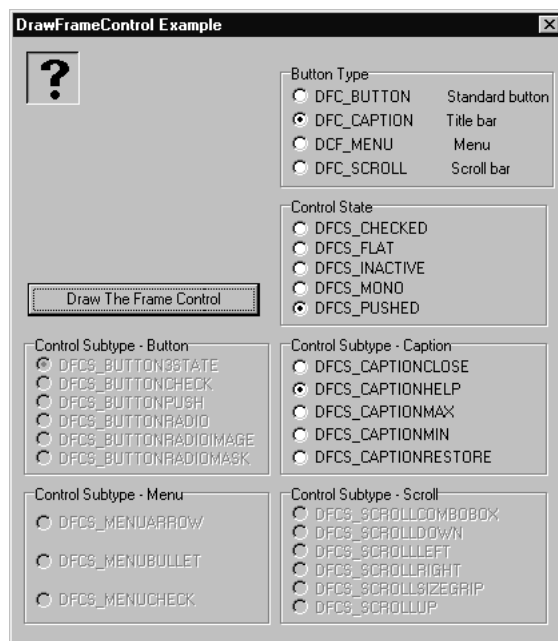 DrawFrameControl Example
?
Button Type
DFC_BUTTON Standard button
DFC_CAPTION Title bar
DCF_MENU Menu
DFC_SCROLL Scroll bar
Control State
DFCS_CHECKED
DFCS_FLAT
DFCS_INACTIVE
DFCS_MONO
DFCS_PUSHED
Draw The Frame Control
Control Subtype - Button
DFCS_BUTTON3STATE
DFCS_BUTTONCHECK
DFCS_BUTTONPUSH
DFCS_BUTTONRADIO
DFCS_BUTTONRADIOIMAGE
DFCS_BUTTONRADIOMASK
Control Subtype - Caption
DFCS_CAPTIONCLOSE
DFCS_CAPTIONHELP
DFCS_CAPTIONMAX
DFCS_CAPTIONMIN
DFCS_CAPTIONRESTORE
Control Subtype - Menu
DFCS_MENUARROW
DFCS_MENUBULLET
DFCS_MENUCHECK
Control Subtype - Scroll
DFCS_SCROLLCOMBOBOX
DFCS_SCROLLDOWN
DFCS_SCROLLLEFT
DFCS_SCROLLRIGHT
DFCS_SCROLLSIZEGRIP
DFCS_SCROLLUP